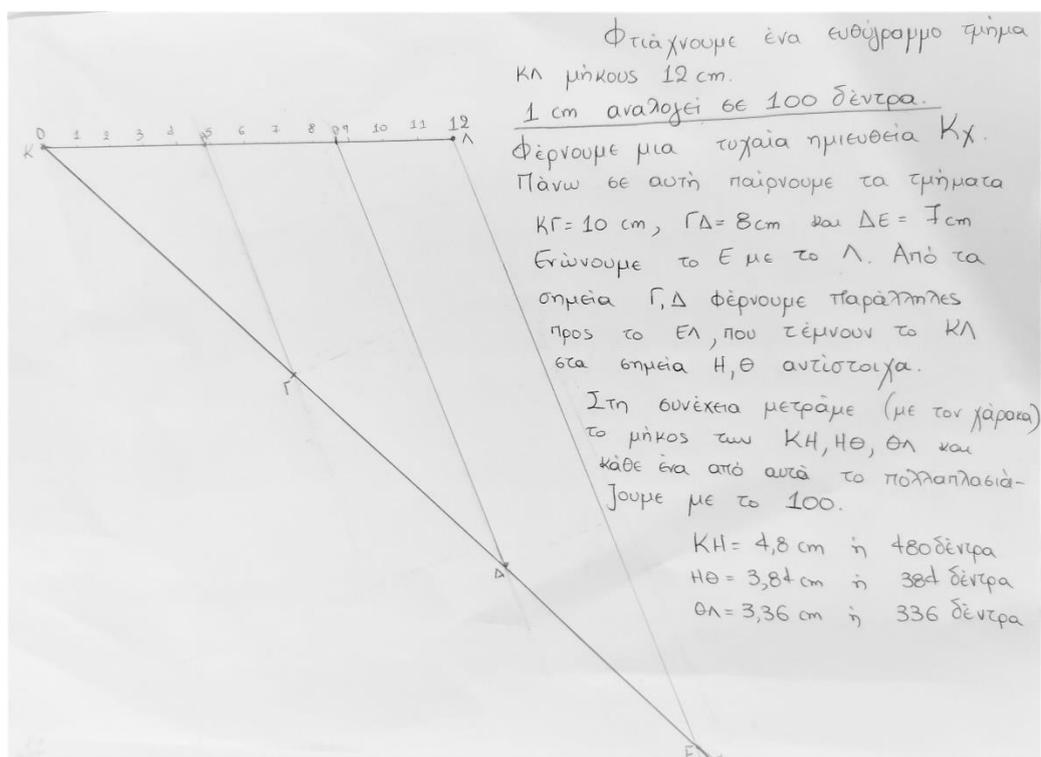 Φτιάχνουμε ένα ευθύγραμμο τμήμα
ΚΛ μήκους 12 cm.
1 cm αναλογεί σε 100 δέντρα.
Φέρνουμε μια τυχαία ημιευθεία Κχ.
Πάνω σε αυτή παίρνουμε τα τμήματα
ΚΓ= 10 cm, ΓΔ= 8cm και ΔΕ= 7cm
Ενώνουμε το Ε με το Λ. Από τα
σημεία Γ,Δ φέρνουμε παράλληλες
προς το ΕΛ, που τέμνουν το ΚΛ
στα σημεία Η,Θ αντίστοιχα.
Στη συνέχεια μετράμε (με τον χάρακα)
το μήκος των ΚΗ, ΗΘ, ΘΛ και
κάθε ένα από αυτά το πολλαπλασιά-
ζουμε με το 100.
ΚΗ= 4,8 cm ή 480 δέντρα
ΗΘ= 3,84 cm ή 384 δέντρα
ΘΛ= 3,36 cm ή 336 δέντρα
0 1 2 3 4 5 6 7 8 9 10 11 12
Κ Λ
Γ
Δ
Ε